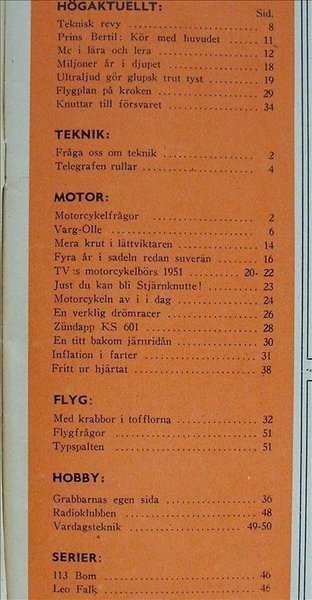 HÖGAKTUELLT:
Sid.
Teknisk revy ........................ 8
Prins Bertil: Kör med huvudet ...... 11
Mc i lära och lera .................. 12
Miljoner år i djupet ................ 18
Ultraljud gör glupsk trut tyst ...... 19
Flygplan på kroken .................. 29
Knuttar till försvaret .............. 34
TEKNIK:
Fråga oss om teknik ................. 2
Telegrafen rullar ................... 4
MOTOR:
Motorcykelfrågor .................... 2
Varg-Olle ........................... 6
Mera krut i lättviktaren ............ 14
Fyra år i sadeln redan suverän ...... 16
TV:s motorcykelbörs 1951 ........ 20- 22
Just du kan bli Stjärnknutte! ....... 23
Motorcykeln av i i dag .............. 24
En verklig drömracer ................ 26
Zündapp KS 601 ...................... 28
En titt bakom järnridån ............. 30
Inflation i farter .................. 31
Fritt ur hjärtat .................... 38
FLYG:
Med krabbor i tofflorna ............. 32
Flygfrågor .......................... 51
Typspalten .......................... 51
HOBBY:
Grabbarnas egen sida ................ 36
Radioklubben ........................ 48
Vardagsteknik .................... 49-50
SERIER:
113 Bom ............................. 46
Leo Falk ............................ 46